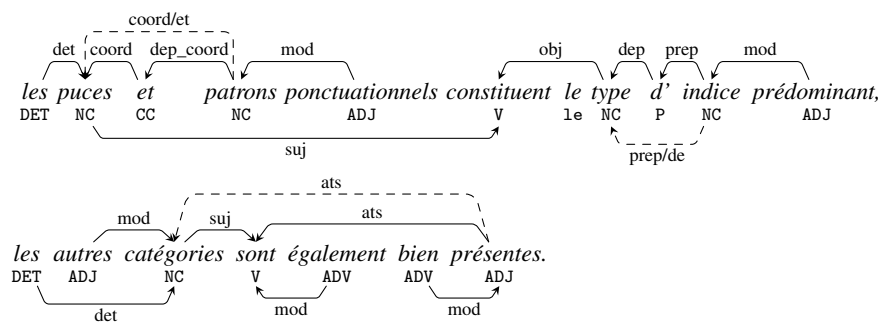 coord/et
det coord dep_coord mod obj dep prep mod
les puces et patrons ponctuationnels constituent le type d' indice prédominant,
DET NC CC NC ADJ V le NC P NC ADJ
suj prep/de
ats
mod suj ats
les autres catégories sont également bien présentes.
DET ADJ NC V ADV ADV ADJ
det mod mod